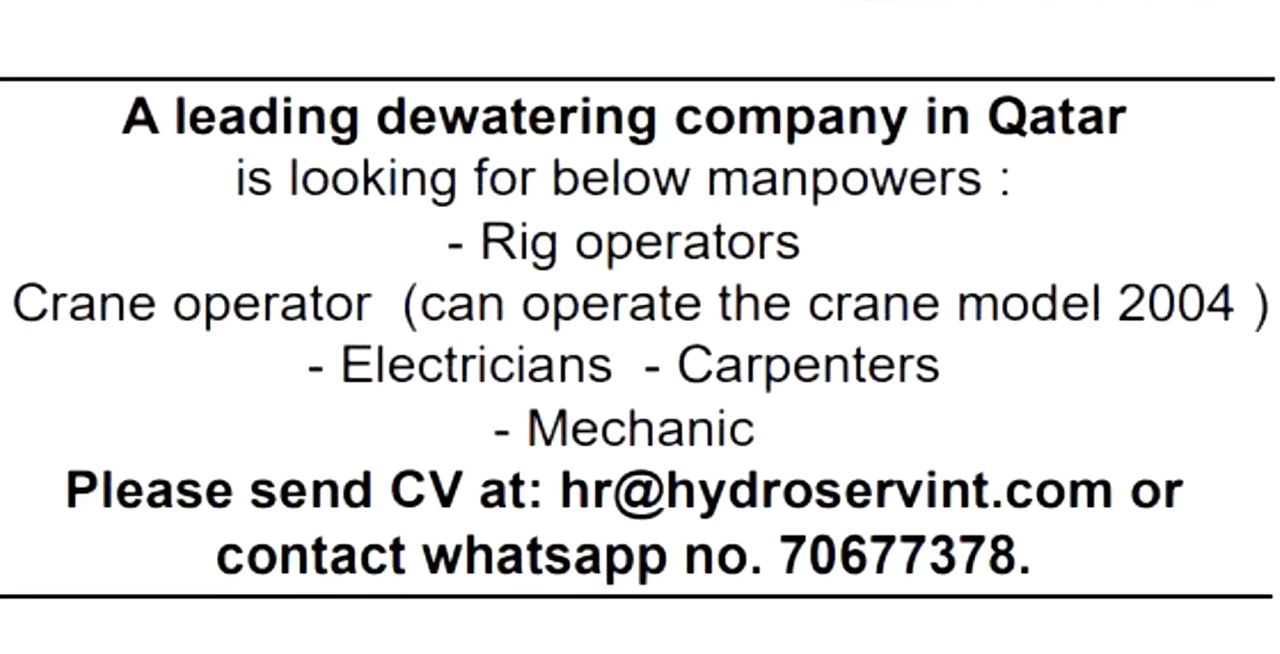 A leading dewatering company in Qatar
is looking for below manpowers :
- Rig operators
Crane operator (can operate the crane model 2004 )
- Electricians - Carpenters
- Mechanic
Please send CV at: hr@hydroservint.com or
contact whatsapp no. 70677378.